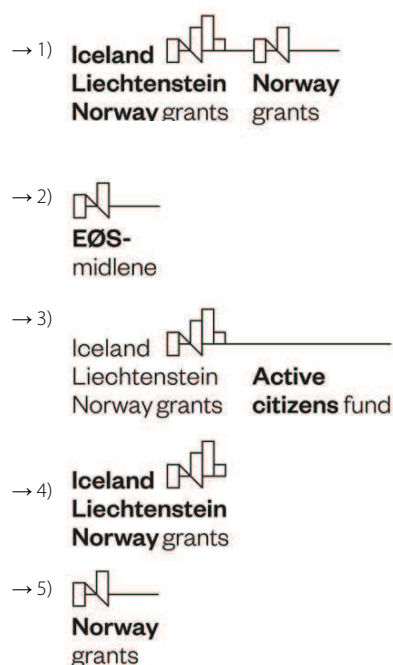 → 1)
Iceland
Liechtenstein Norway
Norway grants grants
→ 2)
EØS-
midlene
→ 3)
Iceland
Liechtenstein Active
Norway grants citizens fund
→ 4)
Iceland
Liechtenstein
Norway grants
→ 5)
Norway
grants